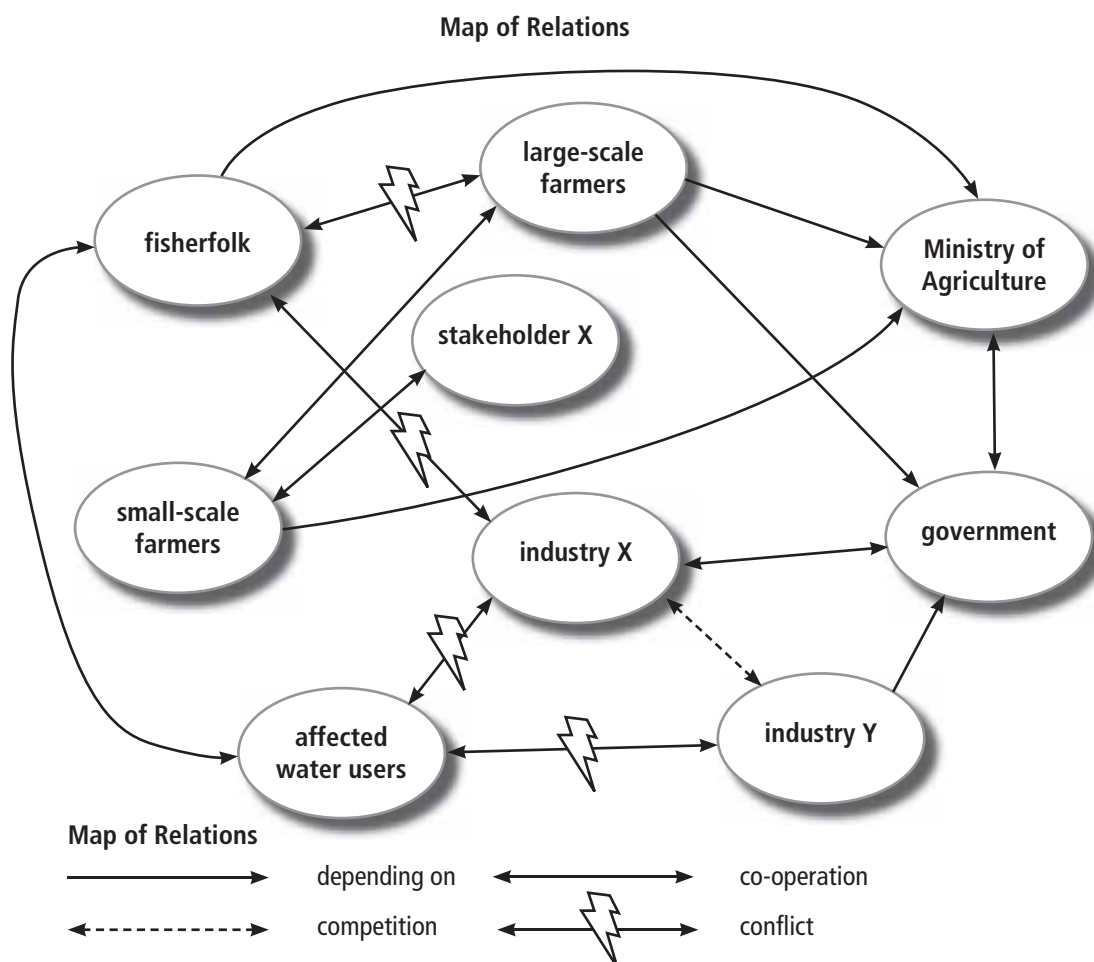 Map of Relations
large-scale
farmers
fisherfolk
Ministry of
Agriculture
stakeholder X
small-scale
farmers
industry X
government
affected
water users
industry Y
Map of Relations
depending on
co-operation
competition
conflict